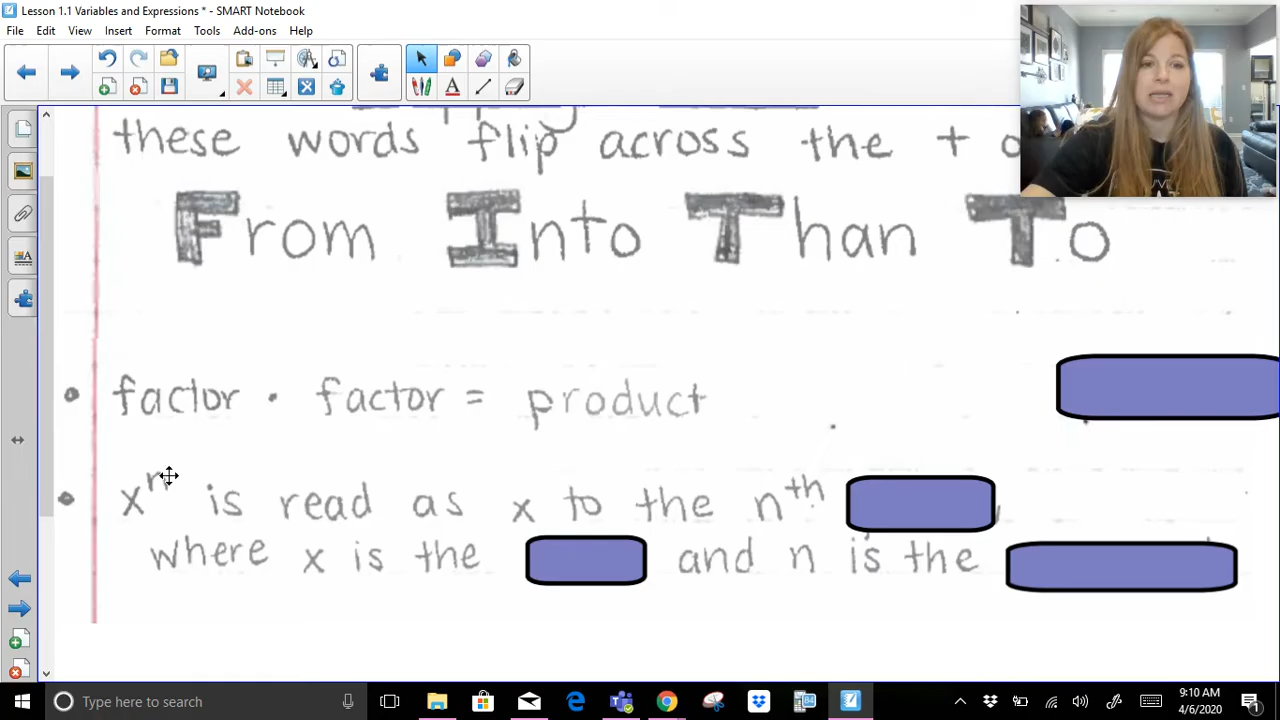 Lesson 1.1 Variables and Expressions * - SMART Notebook
File Edit View Insert Format Tools Add-ons Help
these words flip across the +
From Into Than To
• factor · factor = product
• xⁿ is read as x to the nᵗʰ
where x is the and n is the
Type here to search
9:10 AM
4/6/2020